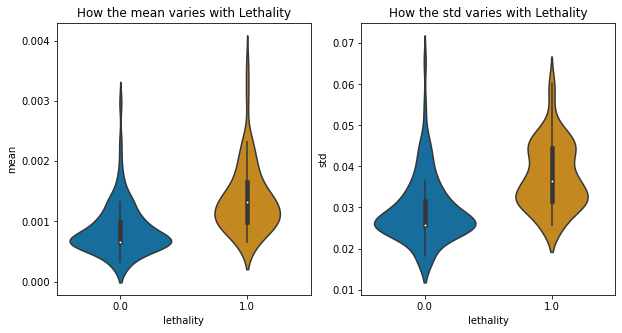 How the mean varies with Lethality
0.004
0.003
0.002
0.001
0.000
mean
0.0
1.0
lethality
How the std varies with Lethality
0.07
0.06
0.05
0.04
0.03
0.02
0.01
std
0.0
1.0
lethality